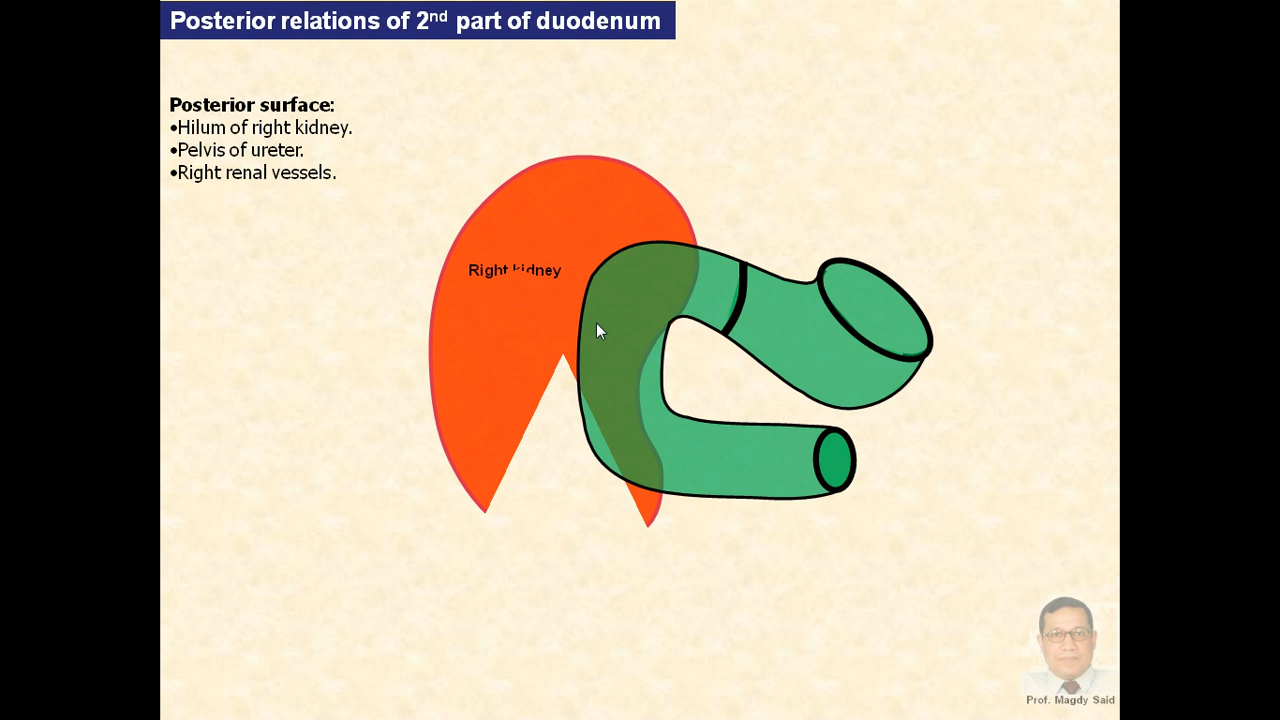 Posterior relations of 2nd part of duodenum
Posterior surface:
•Hilum of right kidney.
•Pelvis of ureter.
•Right renal vessels.
Right kidney
Prof. Magdy Said